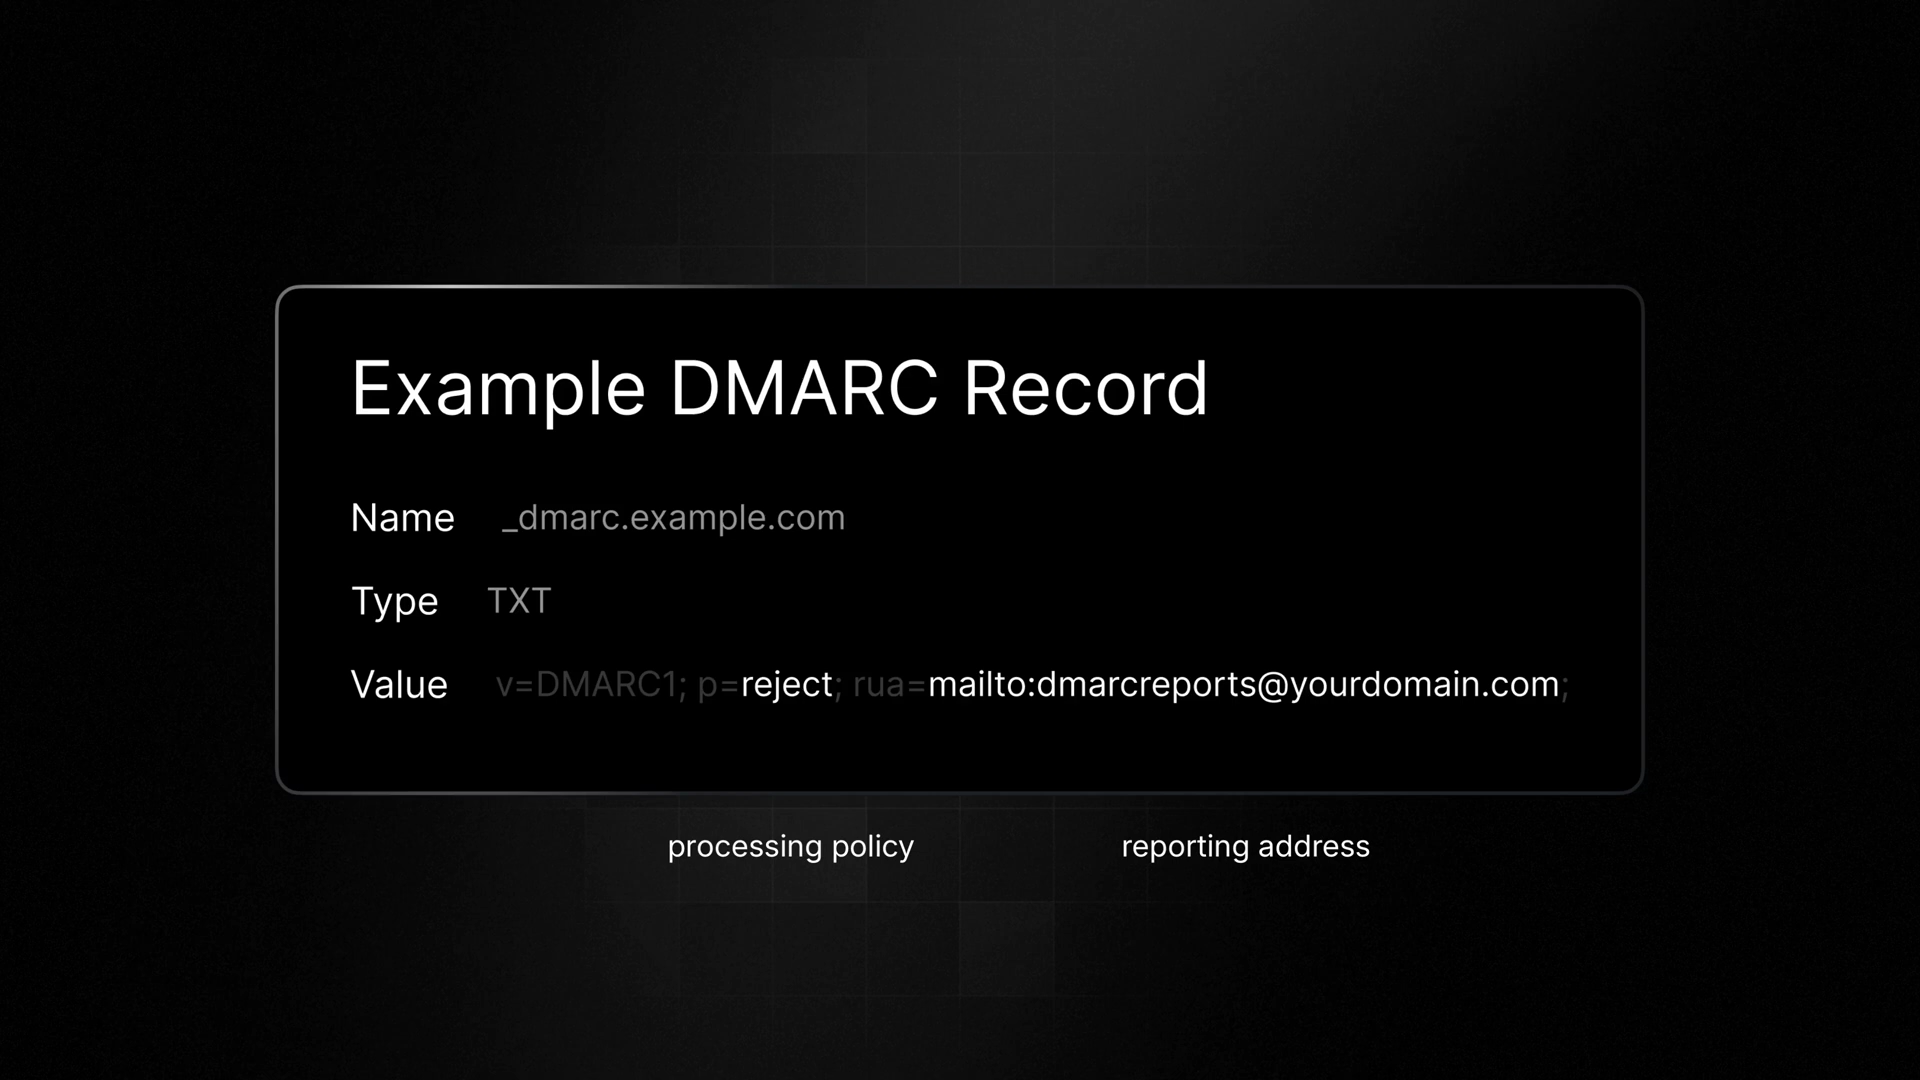 Example DMARC Record
Name _dmarc.example.com
Type TXT
Value v=DMARC1; p=reject; rua=mailto:dmarcreports@yourdomain.com;
processing policy reporting address